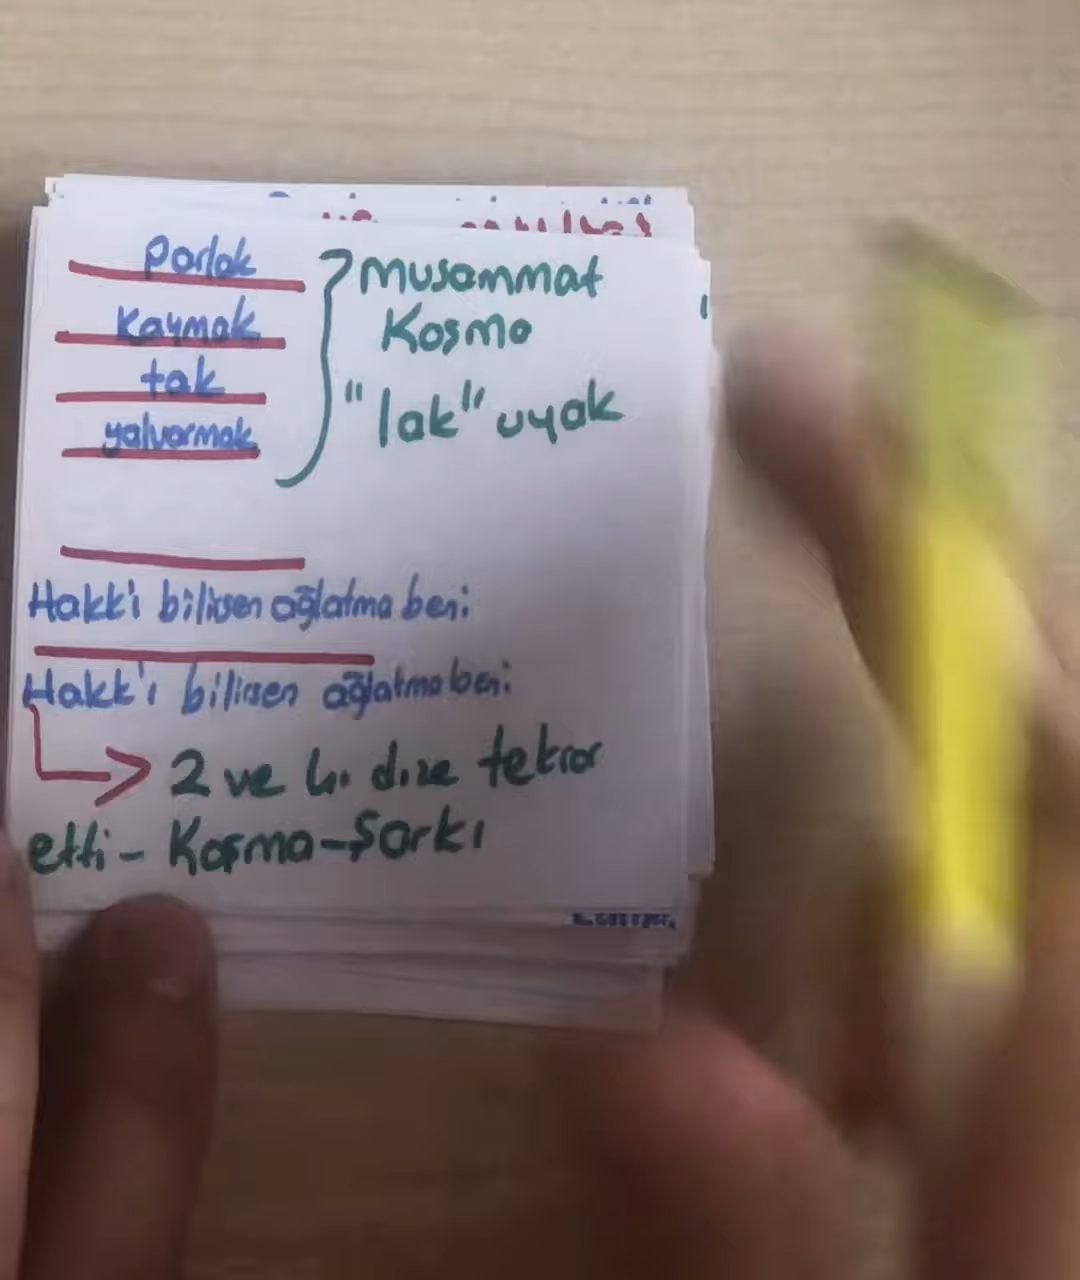 Parlak
Kaymak
tak
yalvarmak
Musammat
Koşma
"lak" uyak
Hakk'ı bilirsen ağlatma beni
Hakk'ı bilirsen ağlatma beni
2 ve 4. dize tekrar
etti - Koşma-Şarkı